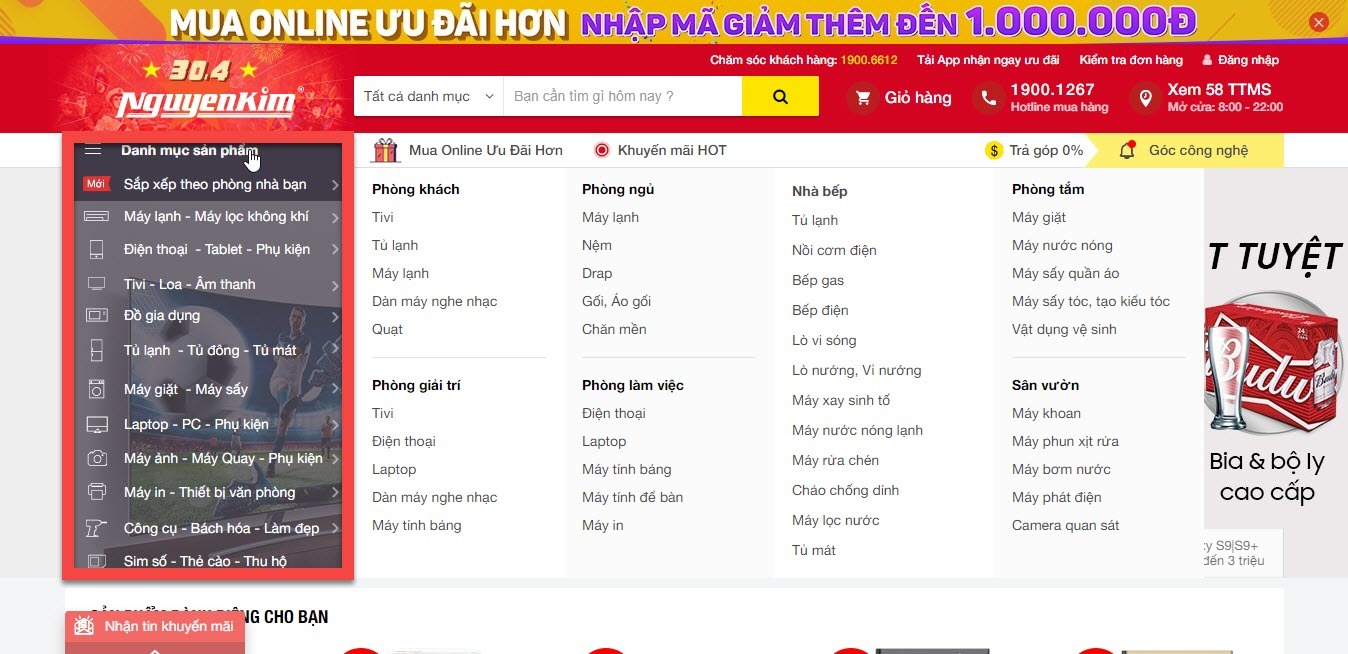 MUA ONLINE ƯU ĐÃI HƠN NHẬP MÃ GIẢM THÊM ĐẾN 1.000.000Đ
Chăm sóc khách hàng: 1900.6612 Tải App nhận ngay ưu đãi Kiểm tra đơn hàng Đăng nhập
30.4
NguyenKim
Tất cả danh mục Bạn cần tìm gì hôm nay ? Giỏ hàng
1900.1267
Hotline mua hàng
Xem 58 TTMS
Mở cửa: 8:00 - 22:00
Danh mục sản phẩm
Mua Online Ưu Đãi Hơn Khuyến mãi HOT Trả góp 0% Góc công nghệ
Mới Sắp xếp theo phòng nhà bạn
Máy lạnh - Máy lọc không khí
Điện thoại - Tablet - Phụ kiện
Tivi - Loa - Âm thanh
Đồ gia dụng
Tủ lạnh - Tủ đông - Tủ mát
Máy giặt - Máy sấy
Laptop - PC - Phụ kiện
Máy ảnh - Máy Quay - Phụ kiện
Máy in - Thiết bị văn phòng
Công cụ - Bách hóa - Làm đẹp
Sim số - Thẻ cào - Thu hộ
Phòng khách
Tivi
Tủ lạnh
Máy lạnh
Dàn máy nghe nhạc
Quạt
Phòng giải trí
Tivi
Điện thoại
Laptop
Dàn máy nghe nhạc
Máy tính bảng
Phòng ngủ
Máy lạnh
Nệm
Drap
Gối, Áo gối
Chăn mền
Phòng làm việc
Điện thoại
Laptop
Máy tính bảng
Máy tính để bàn
Máy in
Nhà bếp
Tủ lạnh
Nồi cơm điện
Bếp gas
Bếp điện
Lò vi sóng
Lò nướng, Vỉ nướng
Máy xay sinh tố
Máy nước nóng lạnh
Máy rửa chén
Chảo chống dính
Máy lọc nước
Tủ mát
Phòng tắm
Máy giặt
Máy nước nóng
Máy sấy quần áo
Máy sấy tóc, tạo kiểu tóc
Vật dụng vệ sinh
Sân vườn
Máy khoan
Máy phun xịt rửa
Máy bơm nước
Máy phát điện
Camera quan sát
T TUYỆT
Bia & bộ ly
cao cấp
S9|S9+
đến 3 triệu
CHO BẠN
Nhận tin khuyến mãi